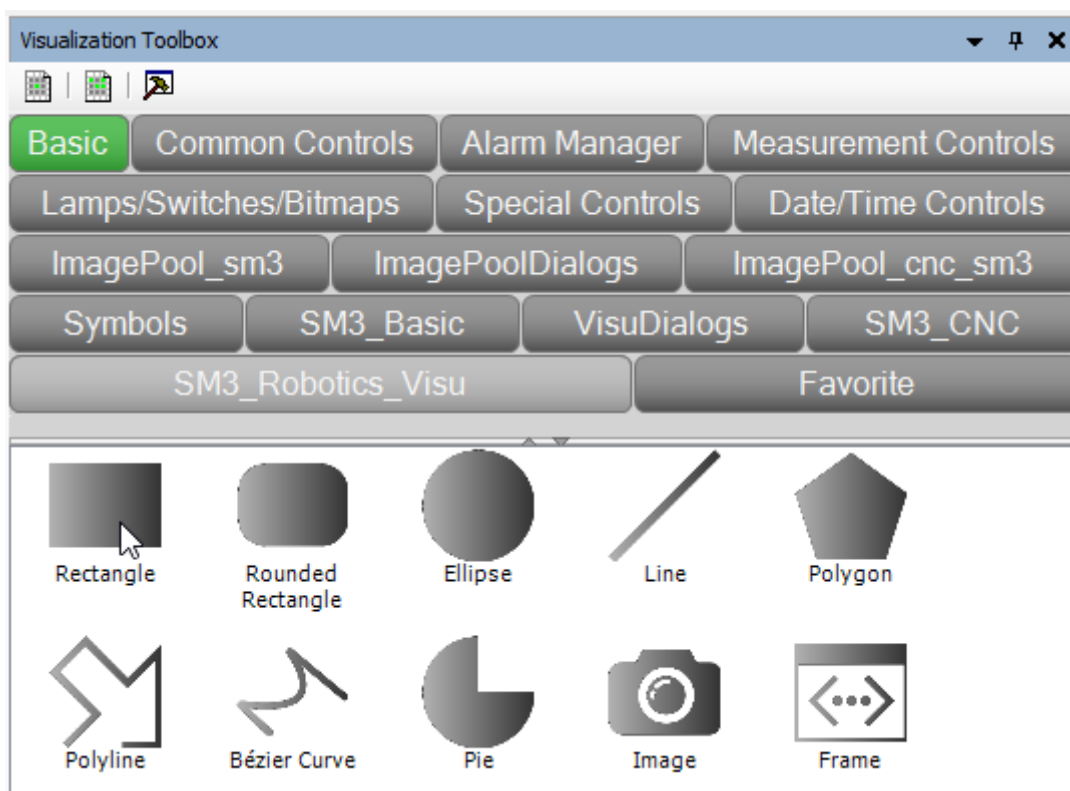 Visualization Toolbox
Basic Common Controls Alarm Manager Measurement Controls
Lamps/Switches/Bitmaps Special Controls Date/Time Controls
ImagePool_sm3 ImagePoolDialogs ImagePool_cnc_sm3
Symbols SM3_Basic VisuDialogs SM3_CNC
SM3_Robotics_Visu Favorite
Rectangle Rounded Rectangle Ellipse Line Polygon
Polyline Bézier Curve Pie Image Frame